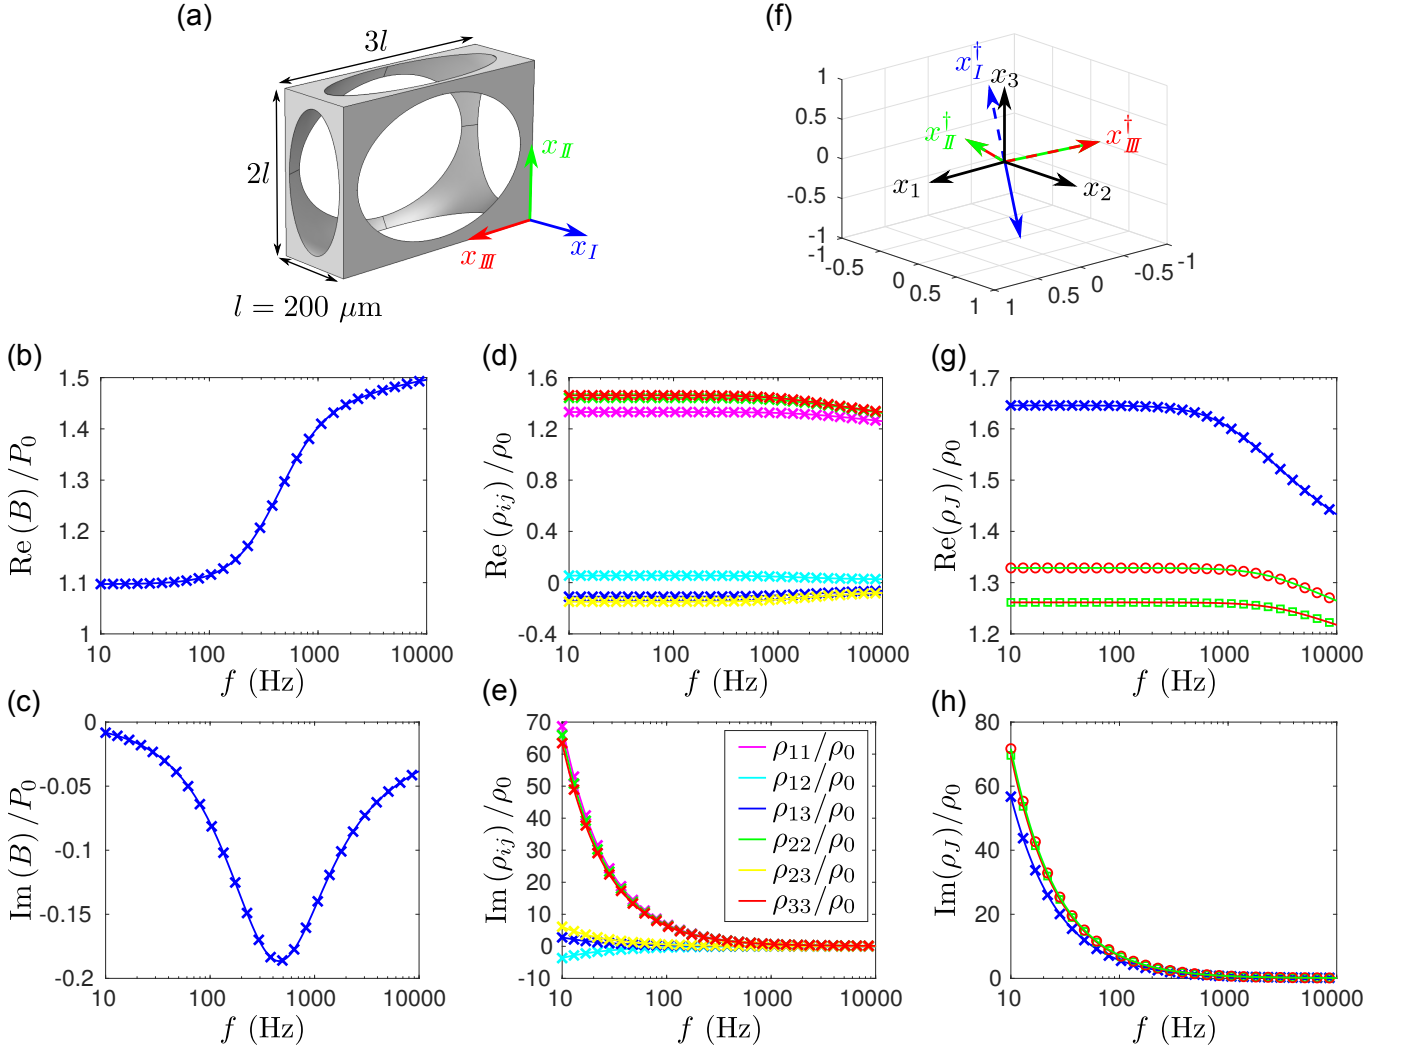 (a)
3l
2l
l = 200 μm
x_II
x_III
x_I
(f)
x_I^†
x_3
x_II^†
x_III^†
x_1
x_2
1
0.5
0
-0.5
-1
-1
-0.5
0
0.5
1
1
0.5
0
-0.5
-1
(b)
Re (B) /P_0
1.5
1.4
1.3
1.2
1.1
1
10 100 1000 10000
f (Hz)
(d)
Re (ρ_ij) /ρ_0
1.6
1.2
0.8
0.4
0
-0.4
10 100 1000 10000
f (Hz)
(g)
Re(ρ_J)/ρ_0
1.7
1.6
1.5
1.4
1.3
1.2
10 100 1000 10000
f (Hz)
(c)
Im (B) /P_0
0
-0.05
-0.1
-0.15
-0.2
10 100 1000 10000
f (Hz)
(e)
Im (ρ_ij) /ρ_0
70
60
50
40
30
20
10
0
-10
ρ_11/ρ_0
ρ_12/ρ_0
ρ_13/ρ_0
ρ_22/ρ_0
ρ_23/ρ_0
ρ_33/ρ_0
10 100 1000 10000
f (Hz)
(h)
Im(ρ_J)/ρ_0
80
60
40
20
0
10 100 1000 10000
f (Hz)